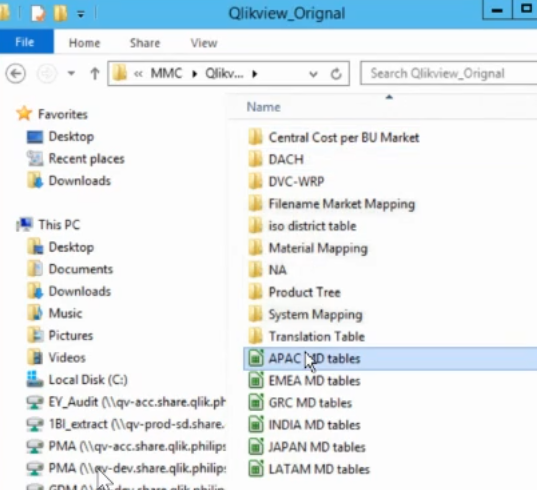 Qlikview_Orignal
File Home Share View
« MMC Qlikv... Search Qlikview_Orignal
Name
Favorites
Desktop
Recent places
Downloads
This PC
Desktop
Documents
Downloads
Music
Pictures
Videos
Local Disk (C:)
EY_Audit (\\qv-acc.share.qlik.ph
1BI_extract (\\qv-prod-sd.share.
PMA (\\qv-acc.share.qlik.philips
PMA (\\qv-dev.share.qlik.philips
Central Cost per BU Market
DACH
DVC-WRP
Filename Market Mapping
iso district table
Material Mapping
NA
Product Tree
System Mapping
Translation Table
APAC MD tables
EMEA MD tables
GRC MD tables
INDIA MD tables
JAPAN MD tables
LATAM MD tables